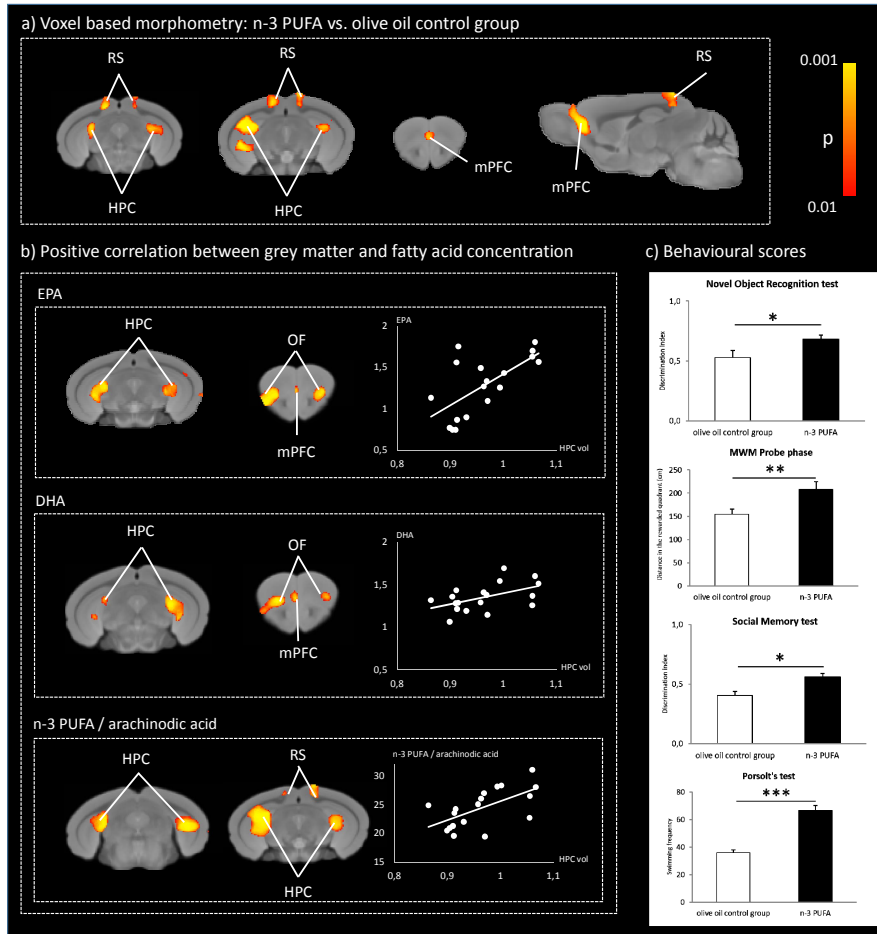 a) Voxel based morphometry: n-3 PUFA vs. olive oil control group
RS
RS
RS
HPC
HPC
mPFC
mPFC
0.001
p
0.01
b) Positive correlation between grey matter and fatty acid concentration
EPA
HPC
OF
mPFC
EPA
2
1,5
1
0,5
0,8
0,9
1
1,1
HPC vol
DHA
HPC
OF
mPFC
DHA
2
1,5
1
0,5
0,8
0,9
1
1,1
HPC vol
n-3 PUFA / arachinodic acid
HPC
RS
HPC
n-3 PUFA / arachinodic acid
30
25
20
15
0,8
0,9
1
1,1
HPC vol
c) Behavioural scores
Novel Object Recognition test
Discrimination Index
1,0
0,5
0,0
*
olive oil control group
n-3 PUFA
MWM Probe phase
Distance in the rewarded quadrant (cm)
250
200
150
100
50
0
**
olive oil control group
n-3 PUFA
Social Memory test
Discrimination Index
1,0
0,5
0,0
*
olive oil control group
n-3 PUFA
Porsolt's test
Swimming frequency
80
60
40
20
0
***
olive oil control group
n-3 PUFA